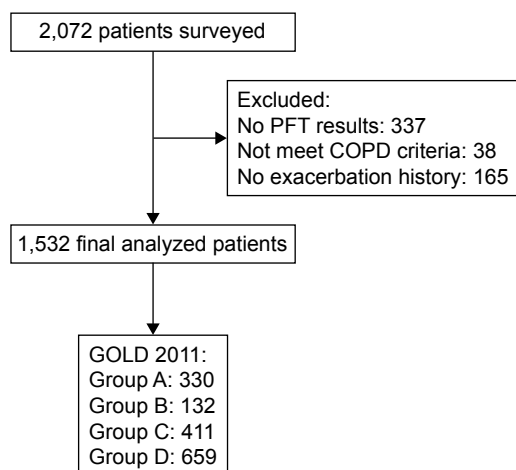 2,072 patients surveyed
Excluded:
No PFT results: 337
Not meet COPD criteria: 38
No exacerbation history: 165
1,532 final analyzed patients
GOLD 2011:
Group A: 330
Group B: 132
Group C: 411
Group D: 659